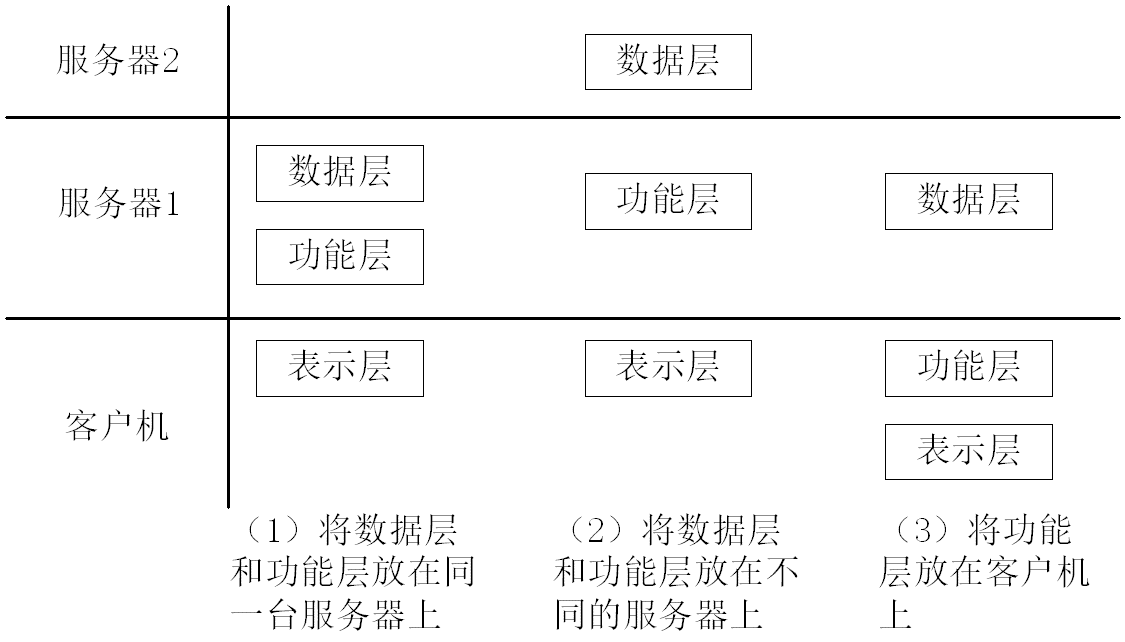 服务器2
数据层
服务器1
数据层
功能层
功能层
数据层
客户机
表示层
表示层
功能层
表示层
（1）将数据层
和功能层放在同
一台服务器上
（2）将数据层
和功能层放在不
同的服务器上
（3）将功能
层放在客户机
上